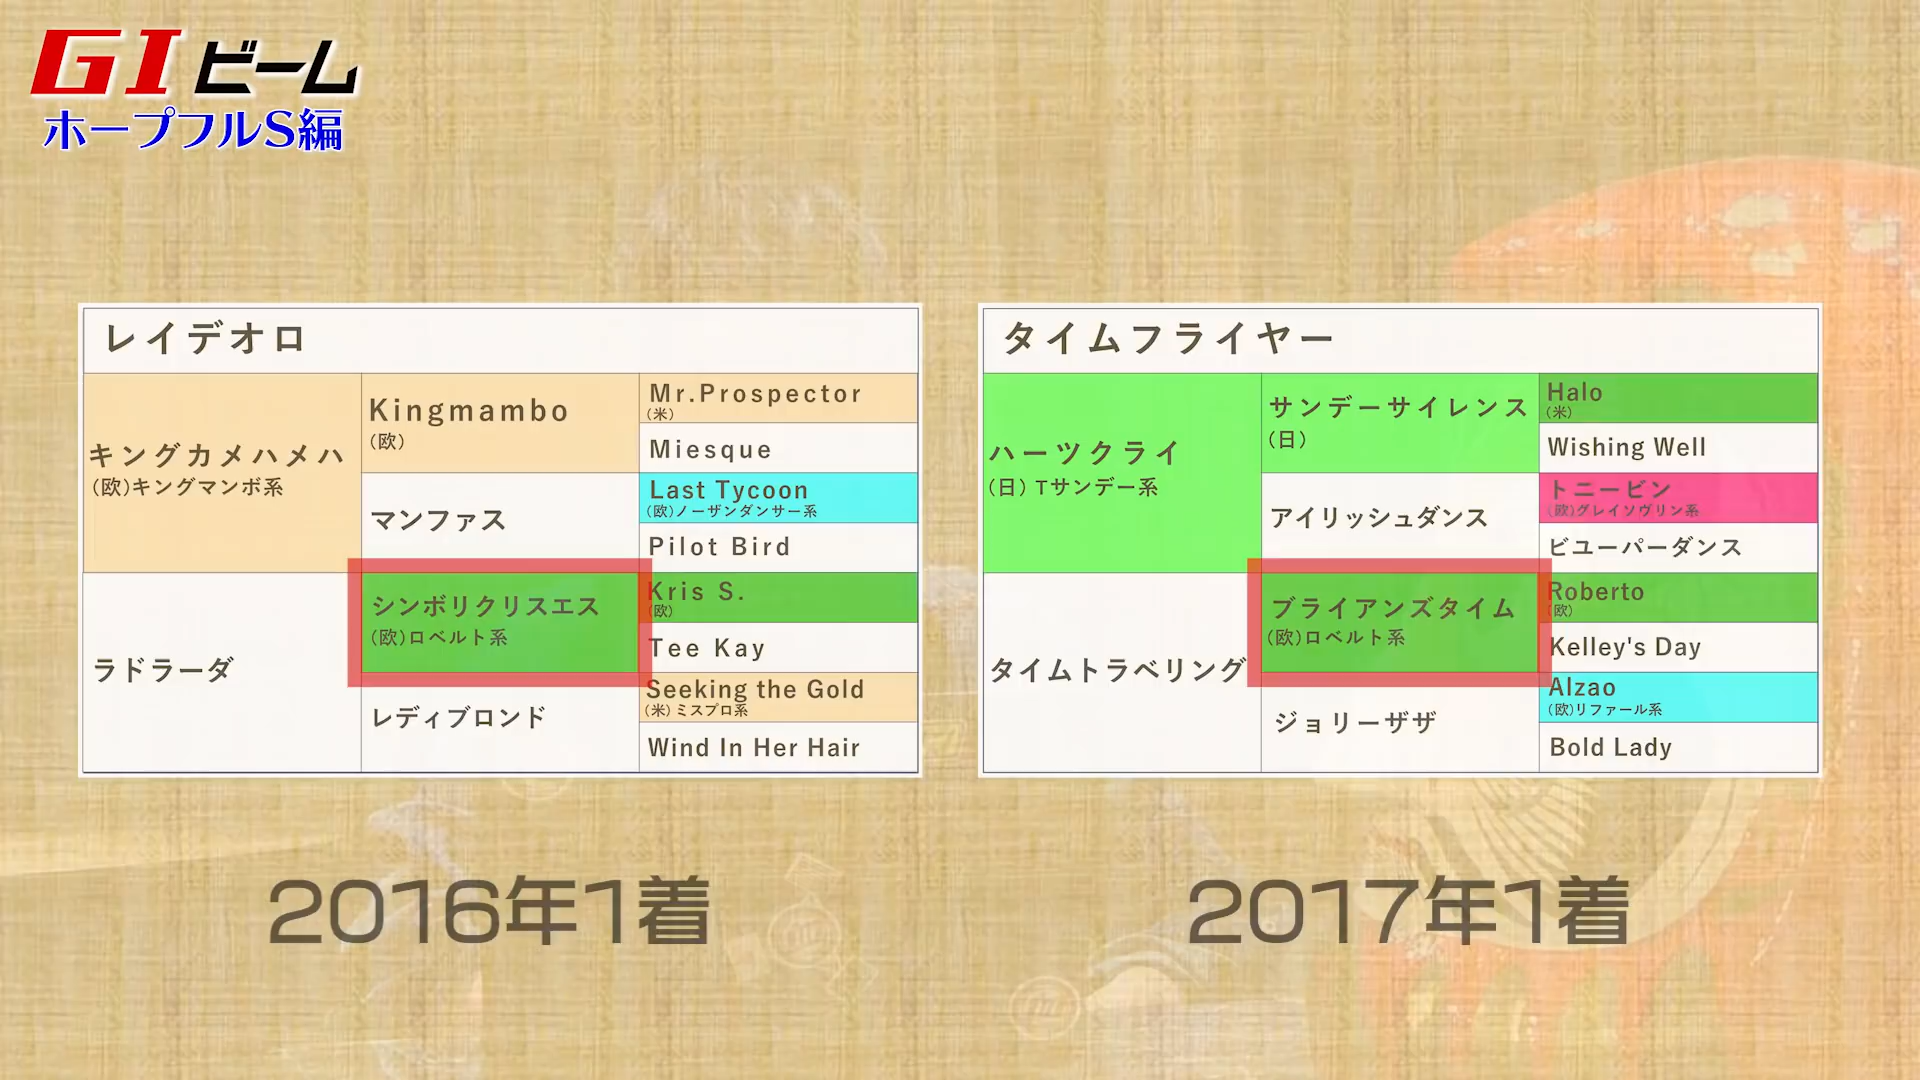 GIビーム
ホープフルS編
レイデオロ
キングカメハメハ
(欧)キングマンボ系
Kingmambo
(欧)
Mr.Prospector
(米)
Miesque
マンファス
Last Tycoon
(欧)ノーザンダンサー系
Pilot Bird
ラドラーダ
シンボリクリスエス
(欧)ロベルト系
Kris S.
(欧)
Tee Kay
レディブロンド
Seeking the Gold
(米)ミスプロ系
Wind In Her Hair
2016年1着
タイムフライヤー
ハーツクライ
(日)Tサンデー系
サンデーサイレンス
(日)
Halo
(米)
Wishing Well
アイリッシュダンス
トニービン
(欧)グレイソヴリン系
ビユーパーダンス
タイムトラベリング
ブライアンズタイム
(欧)ロベルト系
Roberto
(欧)
Kelley's Day
ジョリーザザ
Alzao
(欧)リファール系
Bold Lady
2017年1着